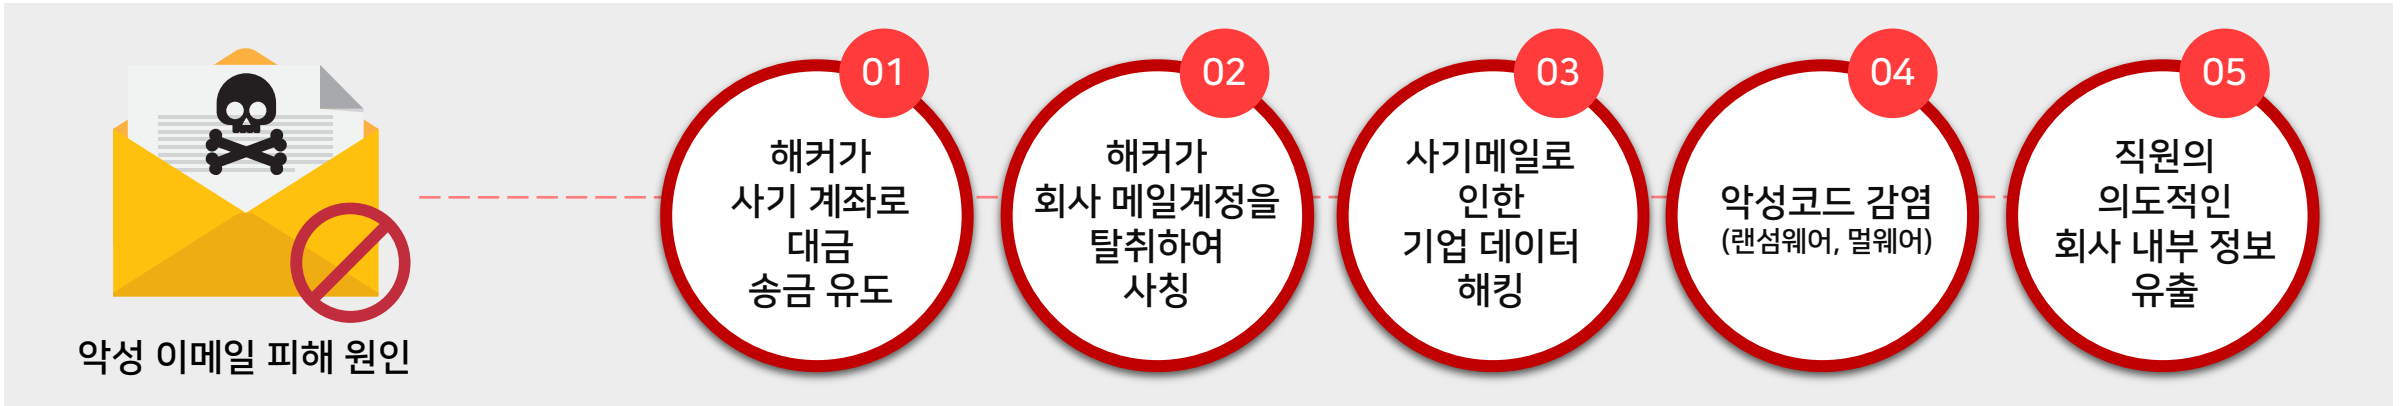 악성 이메일 피해 원인
01
해커가
사기 계좌로
대금
송금 유도
02
해커가
회사 메일계정을
탈취하여
사칭
03
사기메일로
인한
기업 데이터
해킹
04
악성코드 감염
(랜섬웨어, 멀웨어)
05
직원의
의도적인
회사 내부 정보
유출